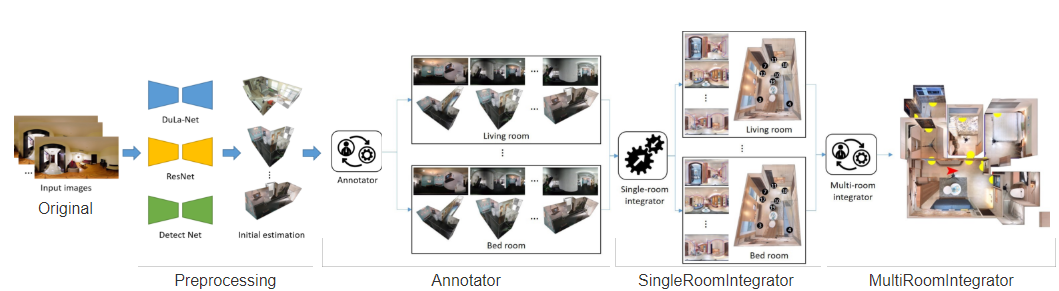 Input images
Original
DuLa-Net
ResNet
Detect Net
Initial estimation
Preprocessing
Annotator
Living room
Bed room
Annotator
Single-room
integrator
Living room
Bed room
SingleRoomIntegrator
Multi-room
integrator
MultiRoomIntegrator